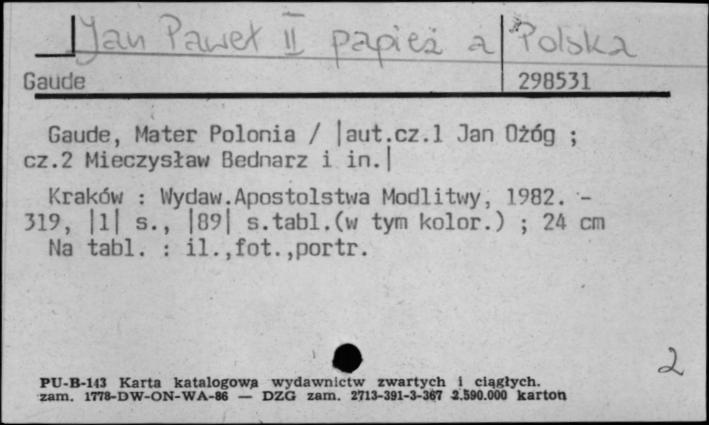 Jan Paweł II papież a Polska
Gaude 298531
Gaude, Mater Polonia / |aut.cz.1 Jan Ożóg ;
cz.2 Mieczysław Bednarz i in.|
Kraków : Wydaw.Apostolstwa Modlitwy, 1982. -
319, |1| s., |89| s.tabl.(w tym kolor.) ; 24 cm
Na tabl. : il.,fot.,portr.
2
PU-B-143 Karta katalogowa wydawnictw zwartych i ciągłych.
zam. 1778-DW-ON-WA-86 — DZG zam. 2713-391-3-367 2.590.000 karton